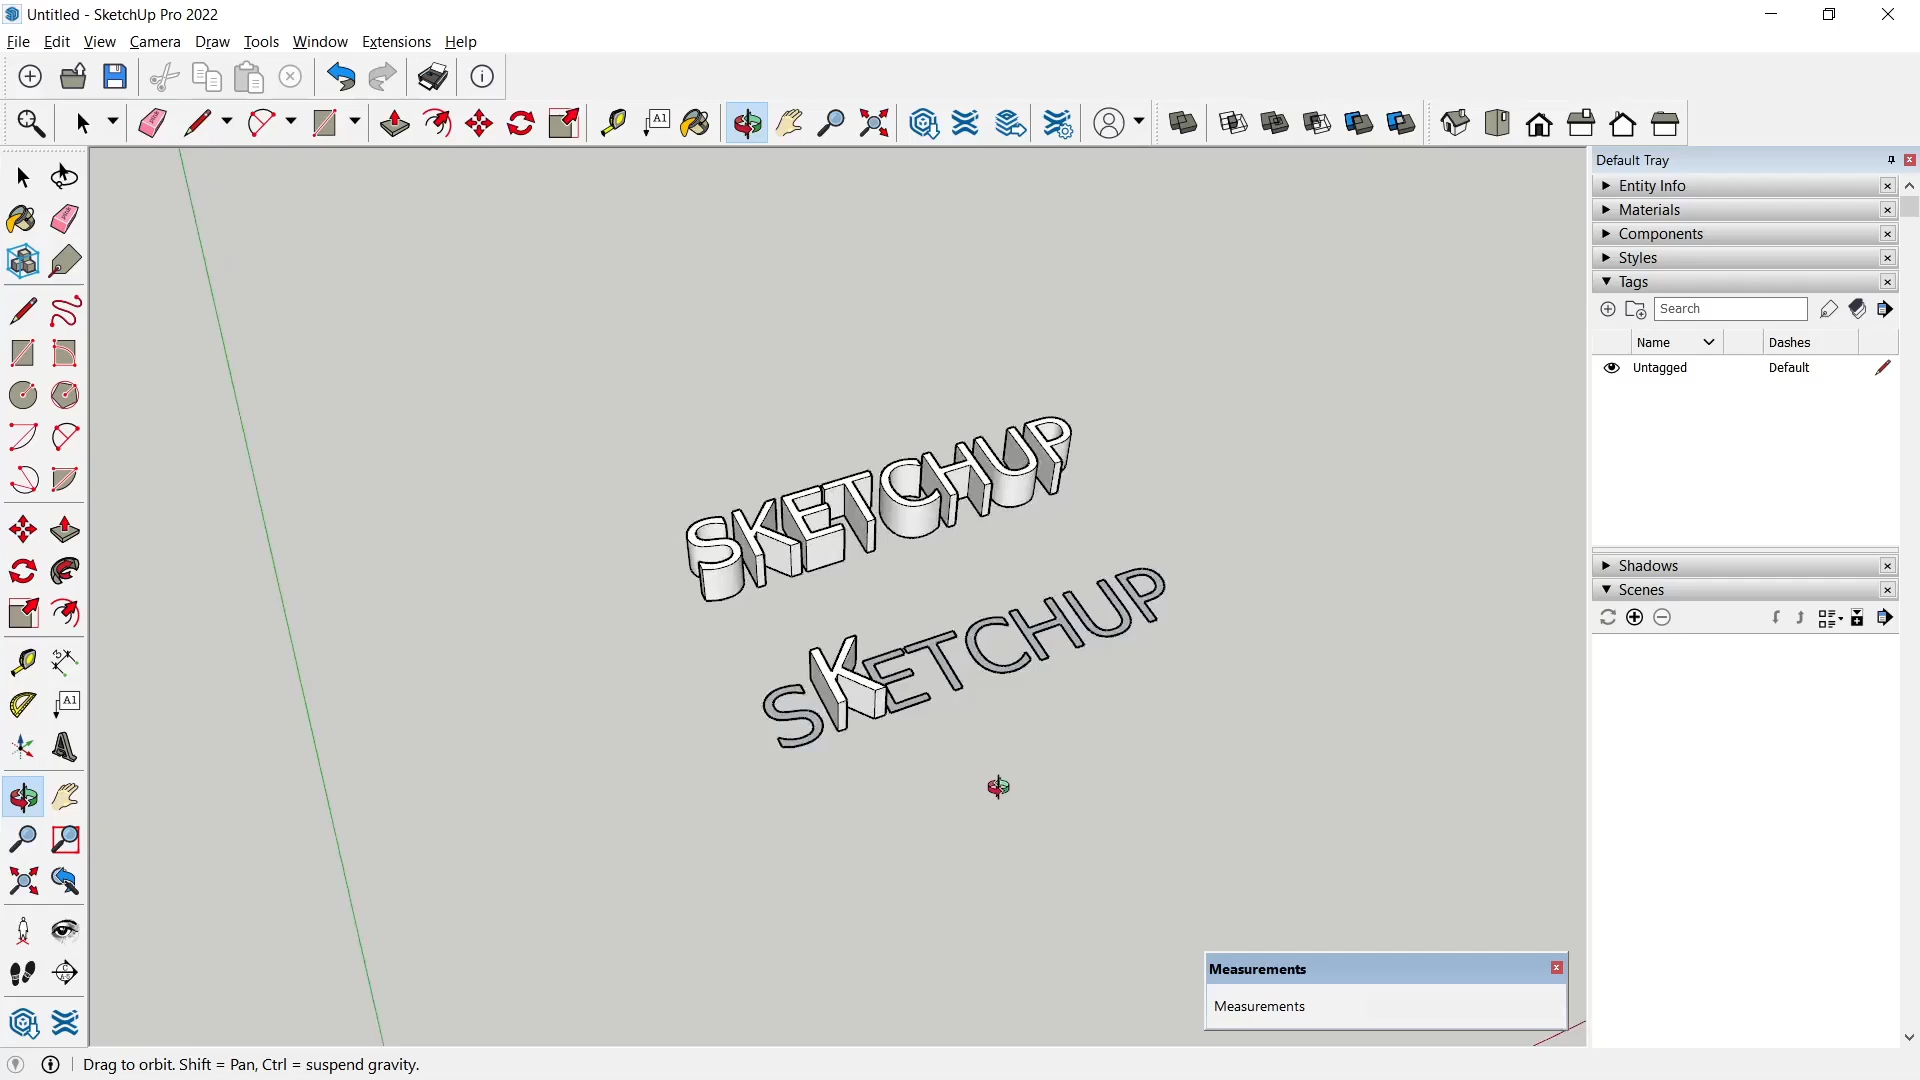 Untitled - SketchUp Pro 2022
File Edit View Camera Draw Tools Window Extensions Help
A1
Default Tray
Entity Info
Materials
Components
Styles
Tags
Search
Name Dashes
Untagged Default
Shadows
Scenes
A1
SKETCHUP
SKETCHUP
Measurements
Measurements
Drag to orbit. Shift = Pan, Ctrl = suspend gravity.